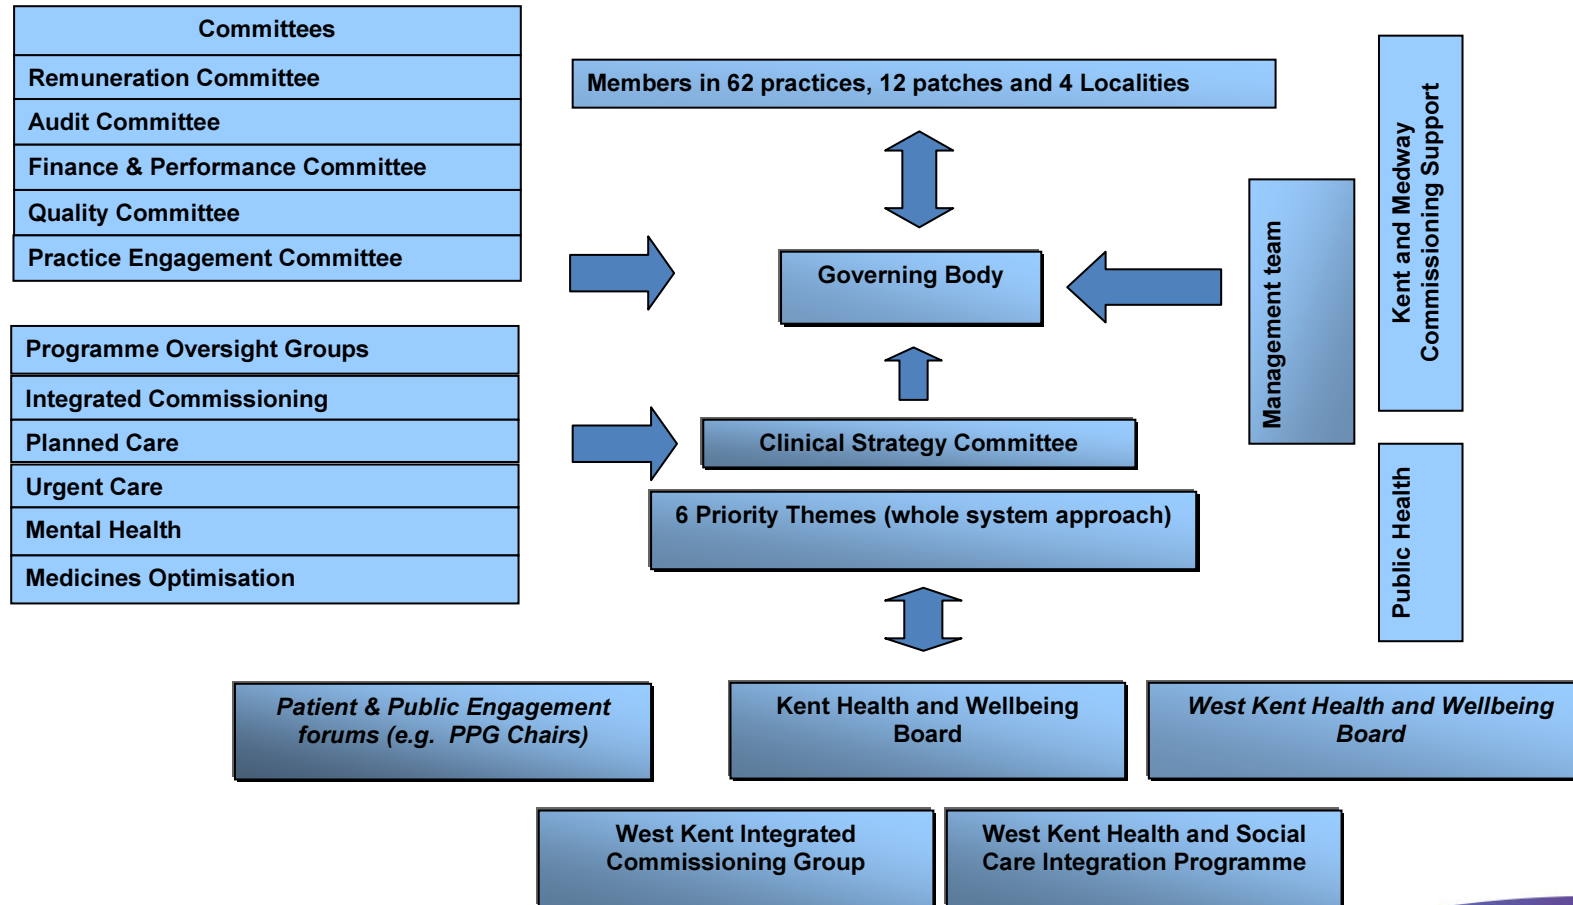 Committees
Remuneration Committee
Audit Committee
Finance & Performance Committee
Quality Committee
Practice Engagement Committee
Programme Oversight Groups
Integrated Commissioning
Planned Care
Urgent Care
Mental Health
Medicines Optimisation
Members in 62 practices, 12 patches and 4 Localities
Governing Body
Clinical Strategy Committee
6 Priority Themes (whole system approach)
Management team
Kent and Medway
Commissioning Support
Public Health
Patient & Public Engagement
forums (e.g. PPG Chairs)
Kent Health and Wellbeing
Board
West Kent Health and Wellbeing
Board
West Kent Integrated
Commissioning Group
West Kent Health and Social
Care Integration Programme